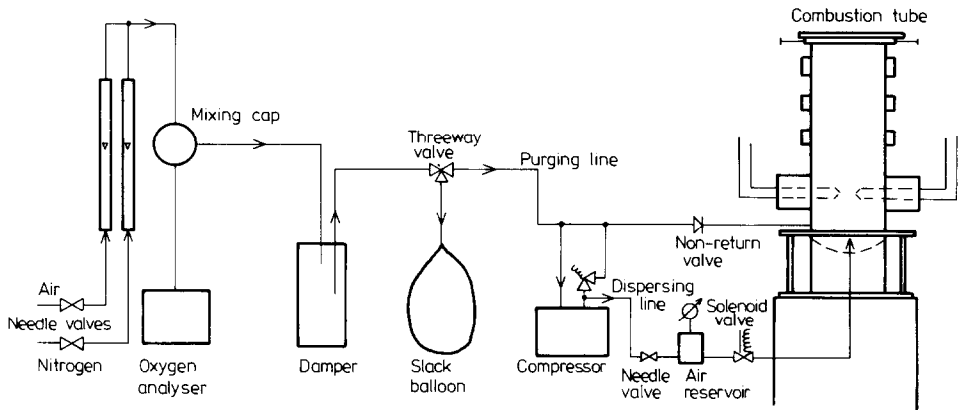 Combustion tube
Mixing cap
Threeway
valve
Purging line
Non-return
valve
Air
Needle valves
Nitrogen
Oxygen
analyser
Damper
Slack
balloon
Dispersing
line
Solenoid
valve
Compressor
Needle
valve
Air
reservoir